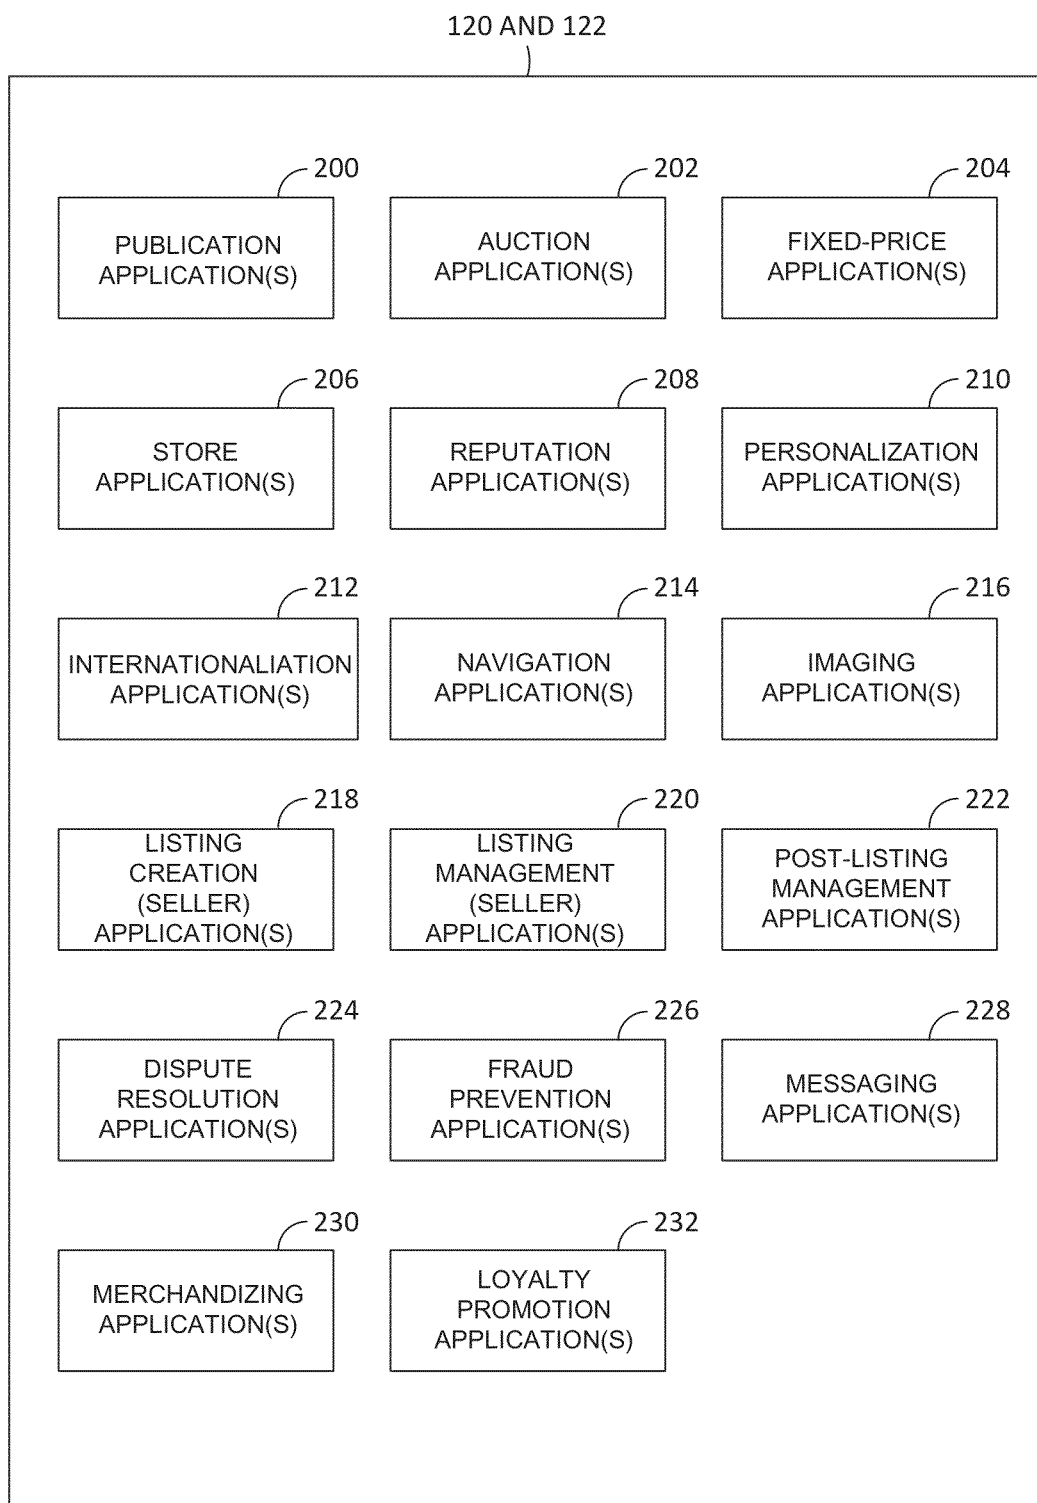 120 AND 122
200
PUBLICATION
APPLICATION(S)
202
AUCTION
APPLICATION(S)
204
FIXED-PRICE
APPLICATION(S)
206
STORE
APPLICATION(S)
208
REPUTATION
APPLICATION(S)
210
PERSONALIZATION
APPLICATION(S)
212
INTERNATIONALIATION
APPLICATION(S)
214
NAVIGATION
APPLICATION(S)
216
IMAGING
APPLICATION(S)
218
LISTING
CREATION
(SELLER)
APPLICATION(S)
220
LISTING
MANAGEMENT
(SELLER)
APPLICATION(S)
222
POST-LISTING
MANAGEMENT
APPLICATION(S)
224
DISPUTE
RESOLUTION
APPLICATION(S)
226
FRAUD
PREVENTION
APPLICATION(S)
228
MESSAGING
APPLICATION(S)
230
MERCHANDIZING
APPLICATION(S)
232
LOYALTY
PROMOTION
APPLICATION(S)